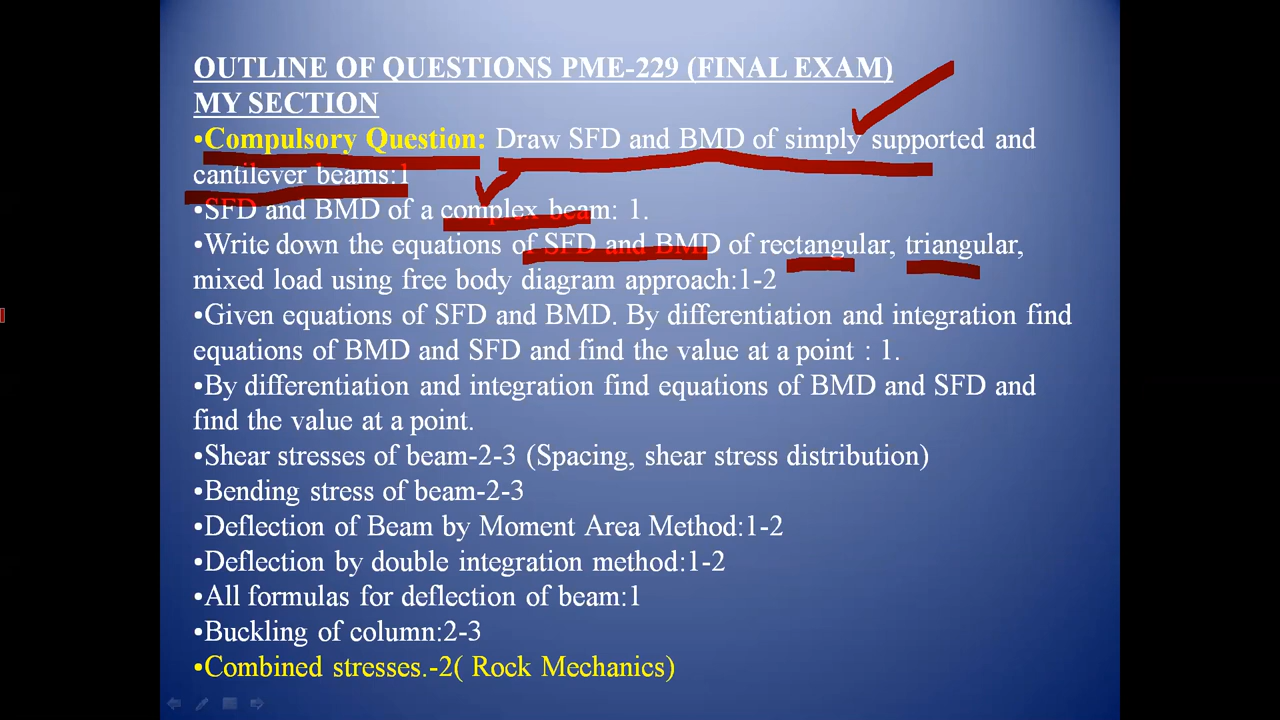 OUTLINE OF QUESTIONS PME-229 (FINAL EXAM)
MY SECTION
•Compulsory Question: Draw SFD and BMD of simply supported and
cantilever beams:1
•SFD and BMD of a complex beam: 1.
•Write down the equations of SFD and BMD of rectangular, triangular,
mixed load using free body diagram approach:1-2
•Given equations of SFD and BMD. By differentiation and integration find
equations of BMD and SFD and find the value at a point : 1.
•By differentiation and integration find equations of BMD and SFD and
find the value at a point.
•Shear stresses of beam-2-3 (Spacing, shear stress distribution)
•Bending stress of beam-2-3
•Deflection of Beam by Moment Area Method:1-2
•Deflection by double integration method:1-2
•All formulas for deflection of beam:1
•Buckling of column:2-3
•Combined stresses.-2( Rock Mechanics)